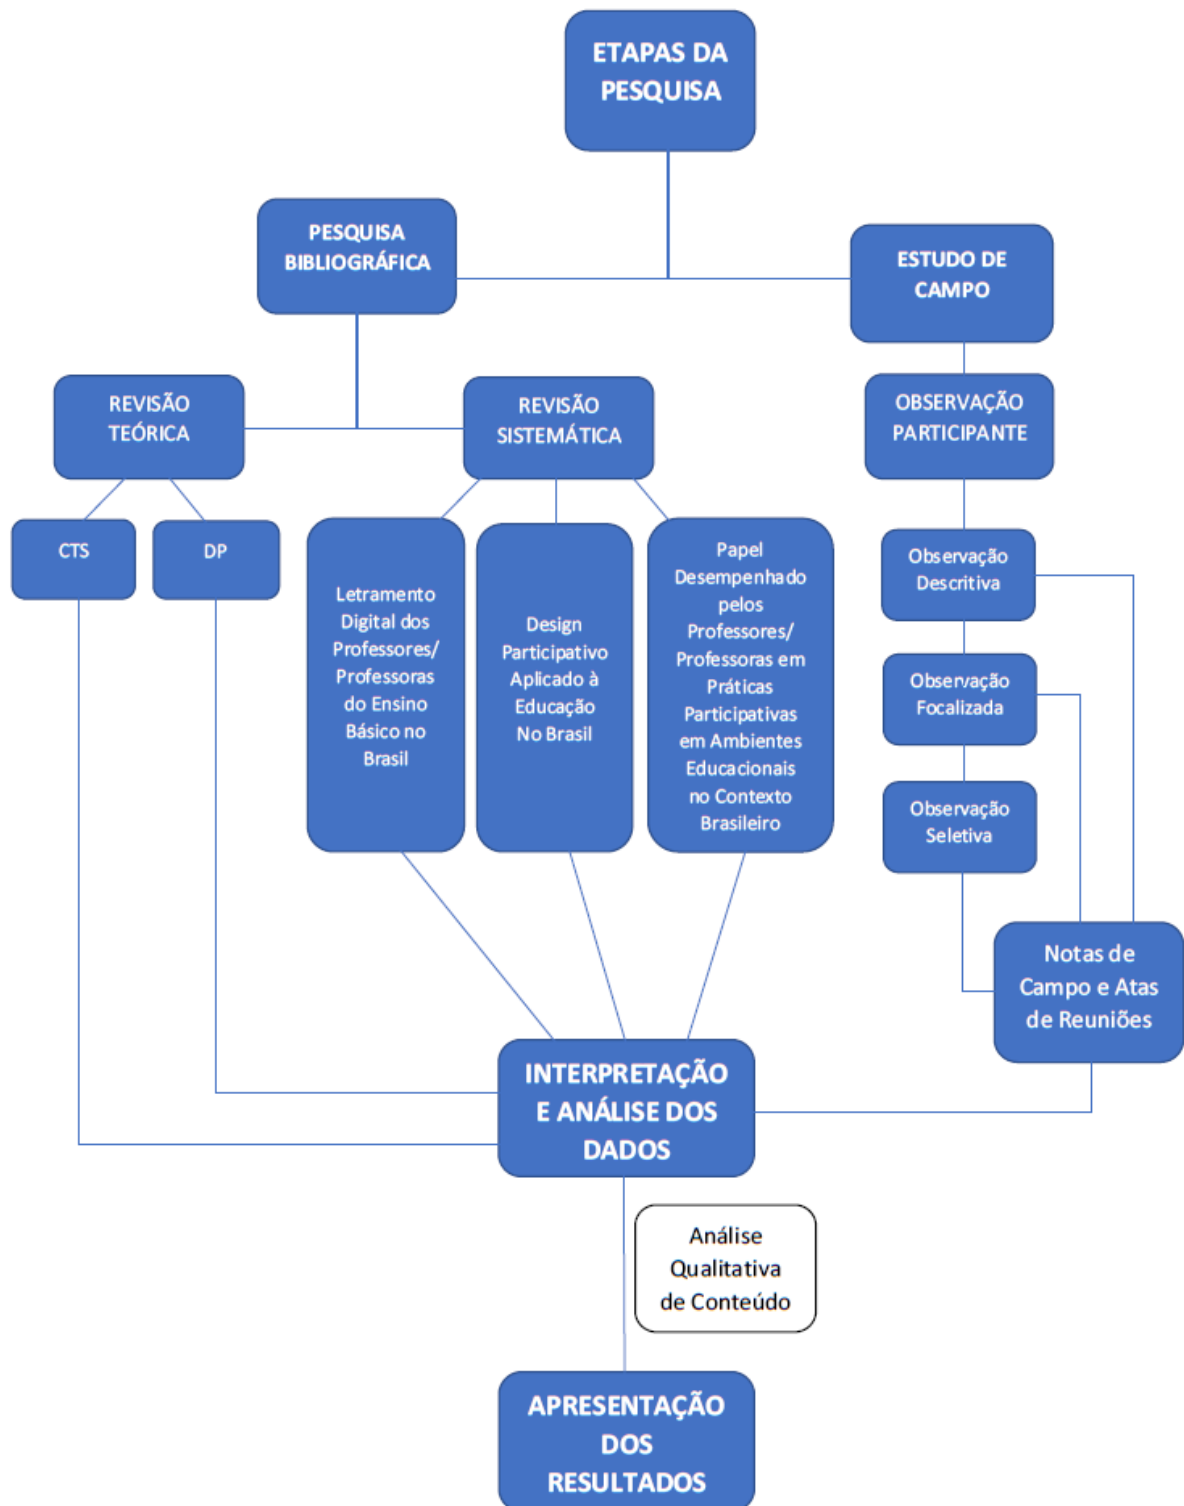 ETAPAS DA
PESQUISA
PESQUISA
BIBLIOGRÁFICA
ESTUDO DE
CAMPO
REVISÃO
TEÓRICA
REVISÃO
SISTEMÁTICA
OBSERVAÇÃO
PARTICIPANTE
CTS
DP
Letramento
Digital dos
Professores/
Professoras
do Ensino
Básico no
Brasil
Design
Participativo
Aplicado à
Educação
No Brasil
Papel
Desempenhado
pelos
Professores/
Professoras em
Práticas
Participativas
em Ambientes
Educacionais
no Contexto
Brasileiro
Observação
Descritiva
Observação
Focalizada
Observação
Seletiva
Notas de
Campo e Atas
de Reuniões
INTERPRETAÇÃO
E ANÁLISE DOS
DADOS
Análise
Qualitativa
de Conteúdo
APRESENTAÇÃO
DOS
RESULTADOS